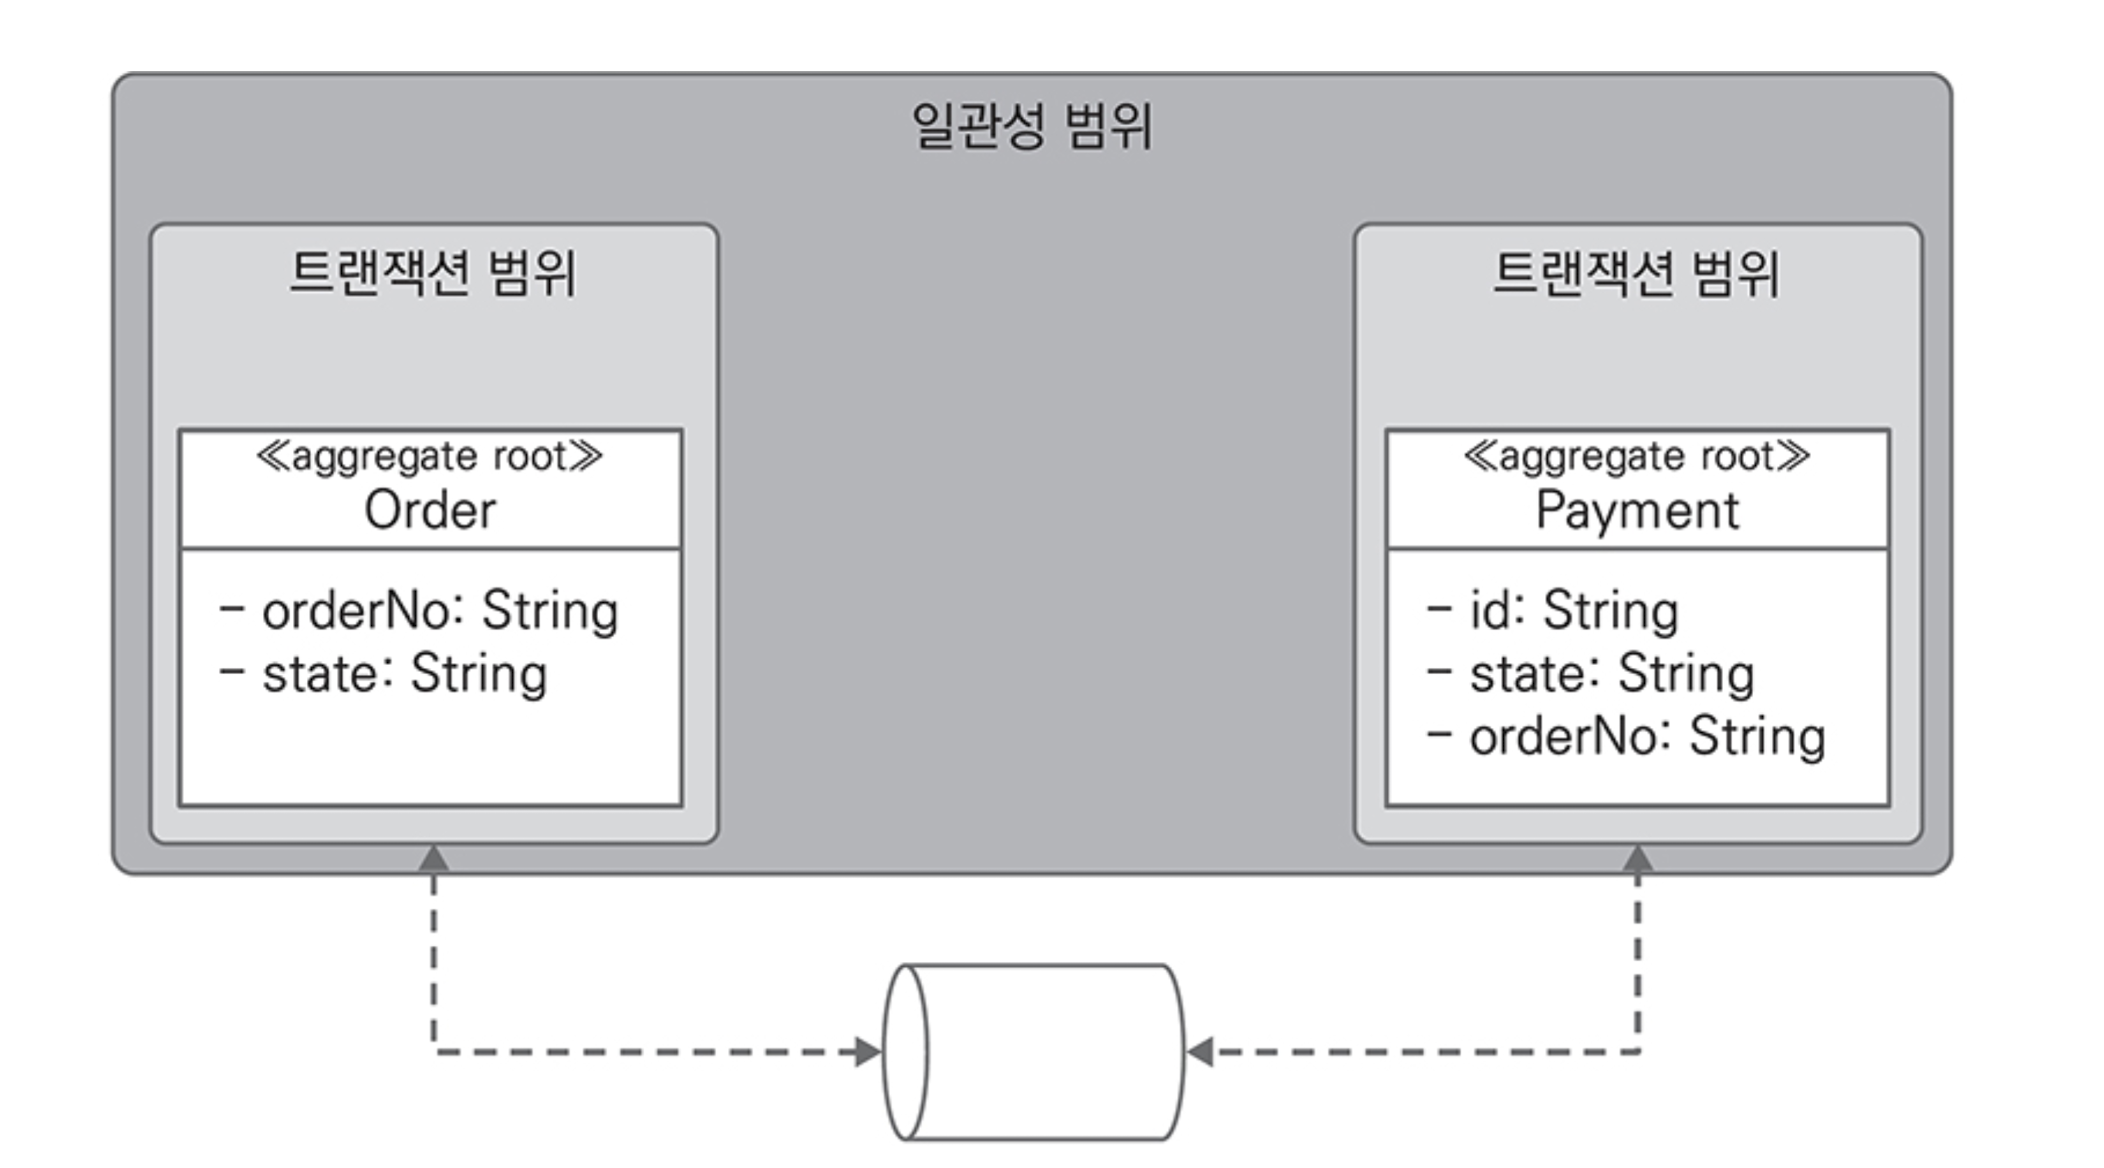 일관성 범위
트랜잭션 범위
≪aggregate root≫
Order
- orderNo: String
- state: String
트랜잭션 범위
≪aggregate root≫
Payment
- id: String
- state: String
- orderNo: String